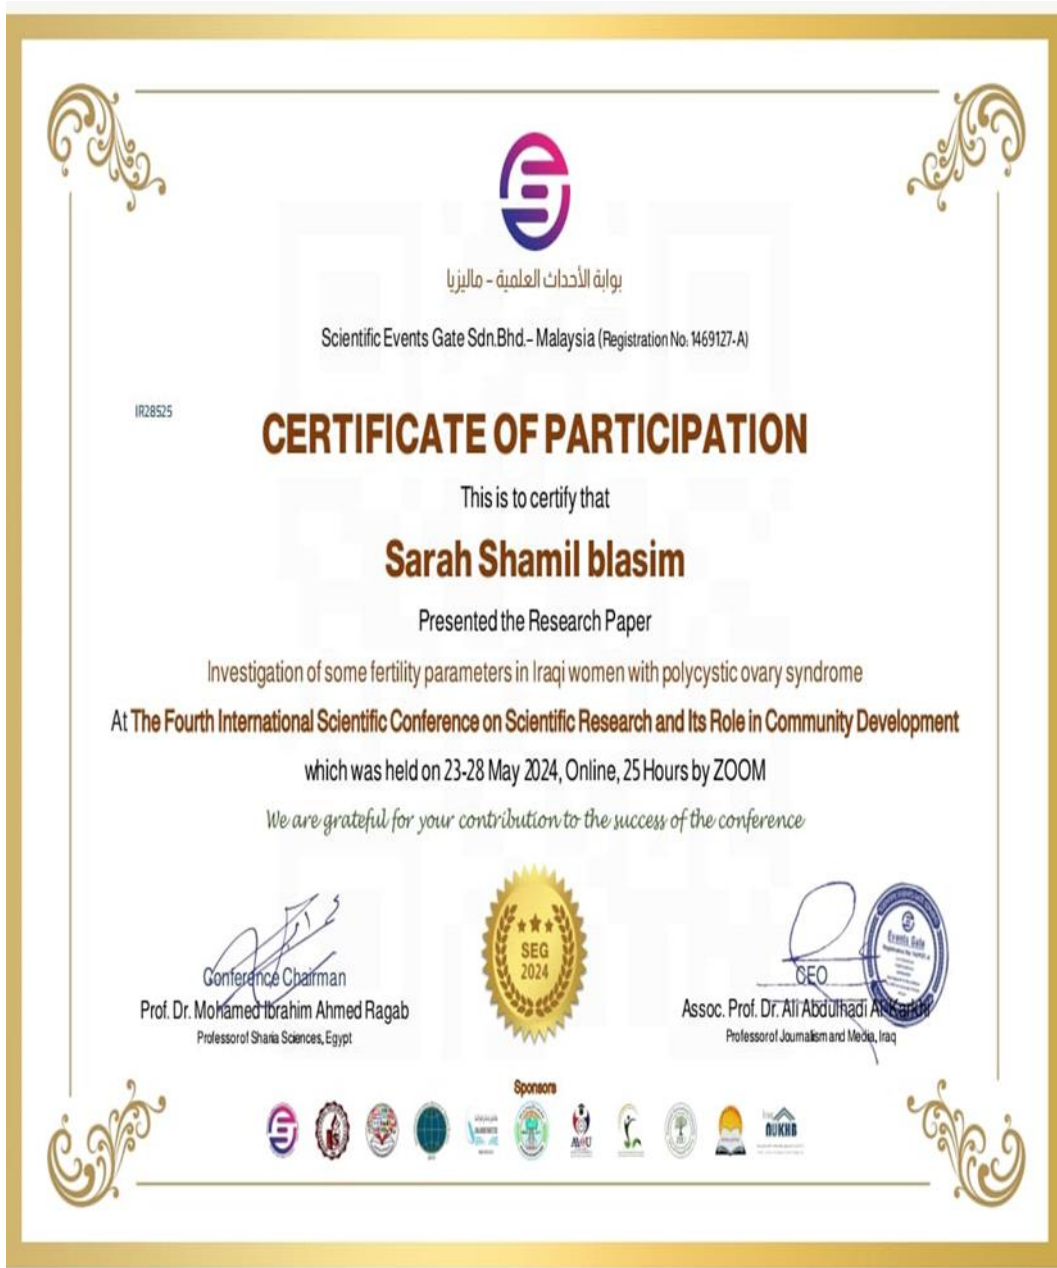 بوابة الأحداث العلمية - ماليزيا
Scientific Events Gate Sdn.Bhd.– Malaysia (Registration No: 1469127-A)
IR28525
CERTIFICATE OF PARTICIPATION
This is to certify that
Sarah Shamil blasim
Presented the Research Paper
Investigation of some fertility parameters in Iraqi women with polycystic ovary syndrome
At The Fourth International Scientific Conference on Scientific Research and Its Role in Community Development
which was held on 23-28 May 2024, Online, 25 Hours by ZOOM
We are grateful for your contribution to the success of the conference
SEG
2024
Conference Chairman
Prof. Dr. Mohamed Ibrahim Ahmed Ragab
Professor of Sharia Sciences, Egypt
Events Gate
CEO
Assoc. Prof. Dr. Ali Abdulhadi Al-Karkhi
Professor of Journalism and Media, Iraq
Sponsors
NUKHB